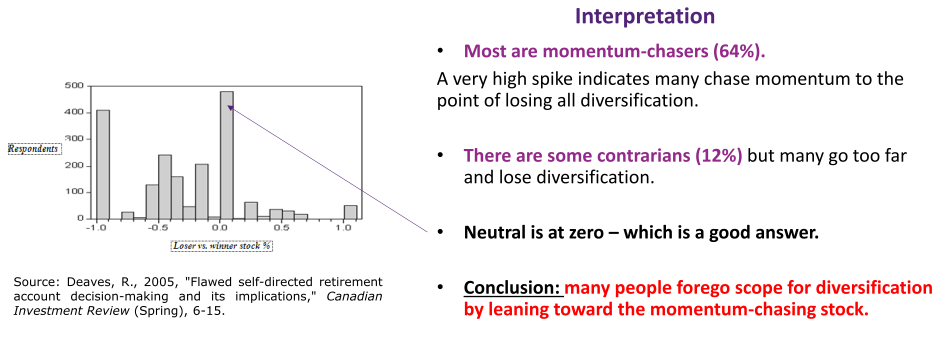 Interpretation
• Most are momentum-chasers (64%).
A very high spike indicates many chase momentum to the
point of losing all diversification.
• There are some contrarians (12%) but many go too far
and lose diversification.
• Neutral is at zero – which is a good answer.
• Conclusion: many people forego scope for diversification
by leaning toward the momentum-chasing stock.
500
400
300
Respondents
200
100
0
-1.0 -0.5 0.0 0.5 1.0
Loser vs. winner stock %
Source: Deaves, R., 2005, "Flawed self-directed retirement
account decision-making and its implications," Canadian
Investment Review (Spring), 6-15.